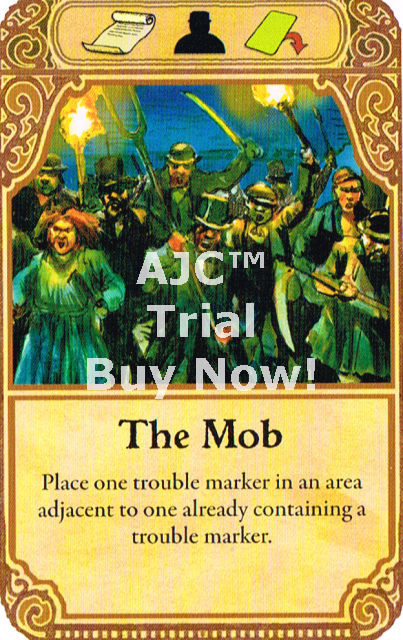 AJC™
Trial
Buy Now!
The Mob
Place one trouble marker in an area
adjacent to one already containing a
trouble marker.